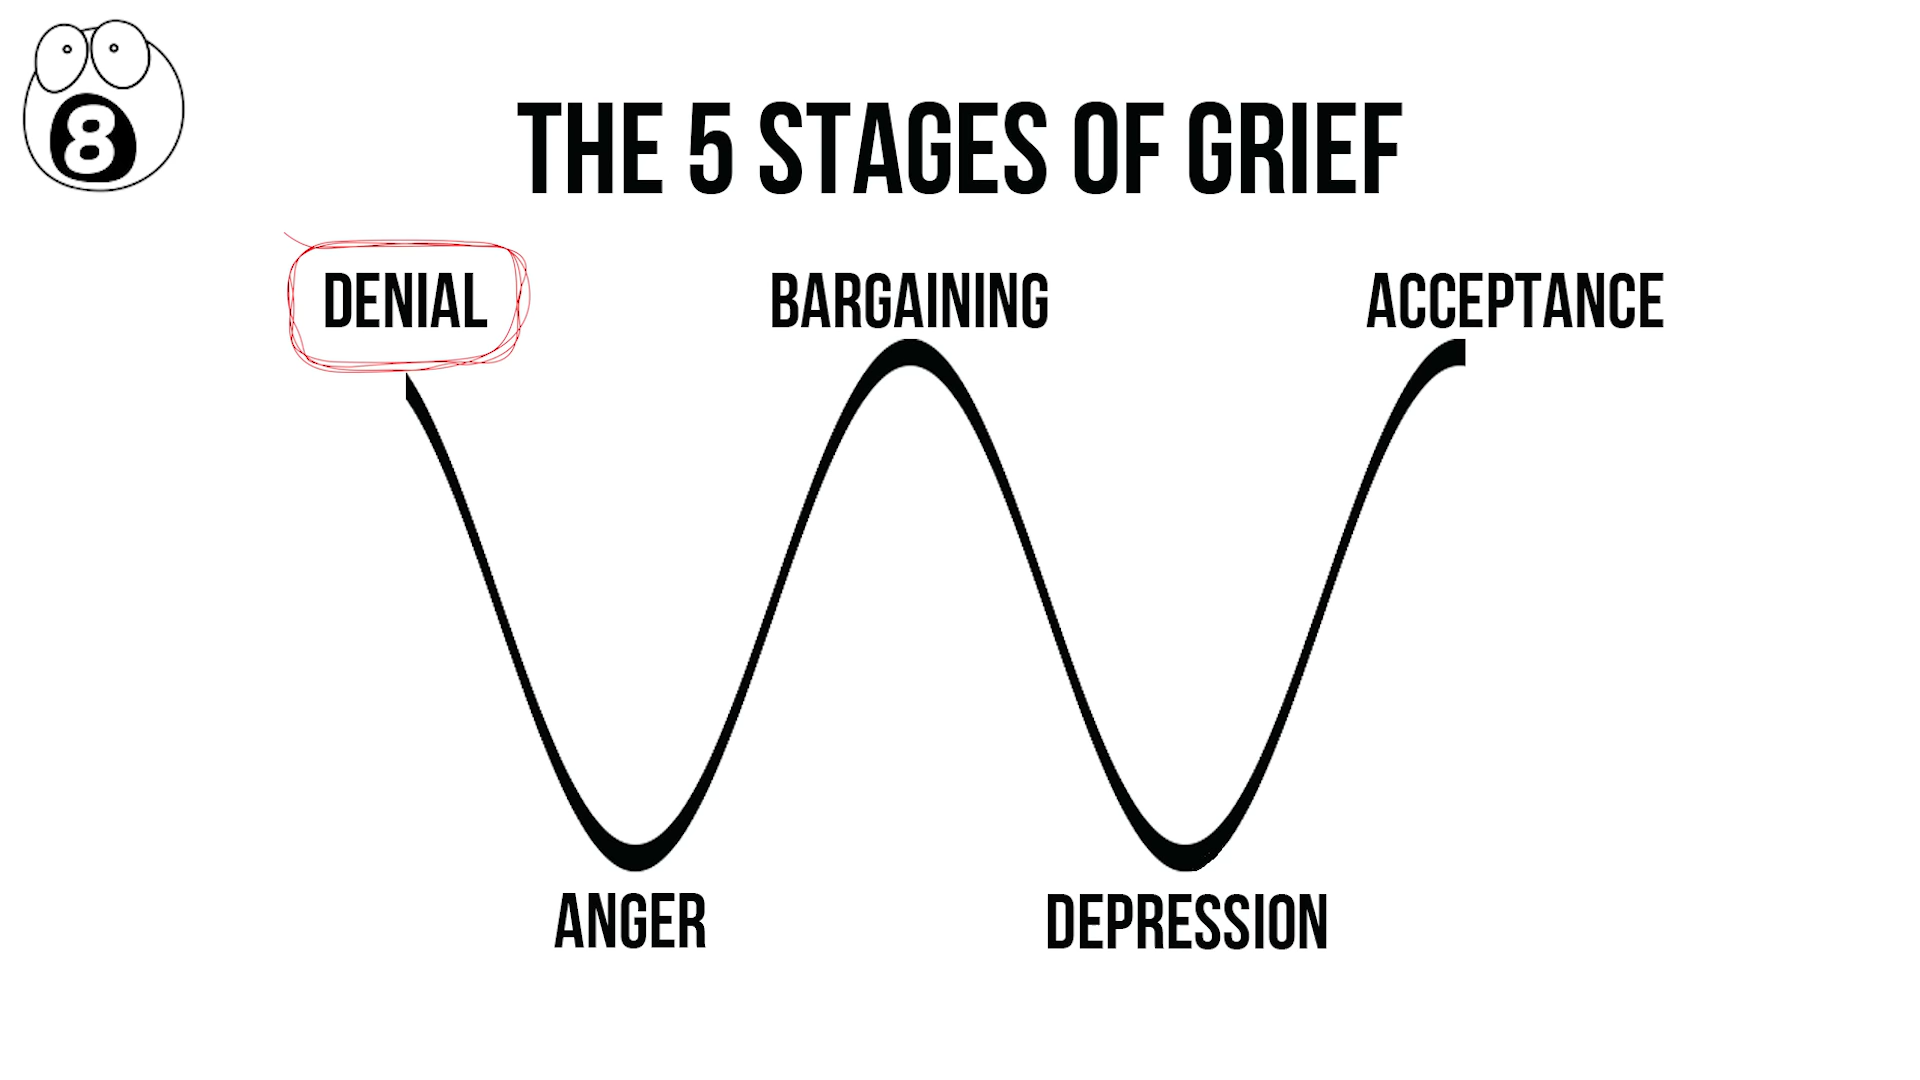 8
THE 5 STAGES OF GRIEF
DENIAL
BARGAINING
ACCEPTANCE
ANGER
DEPRESSION